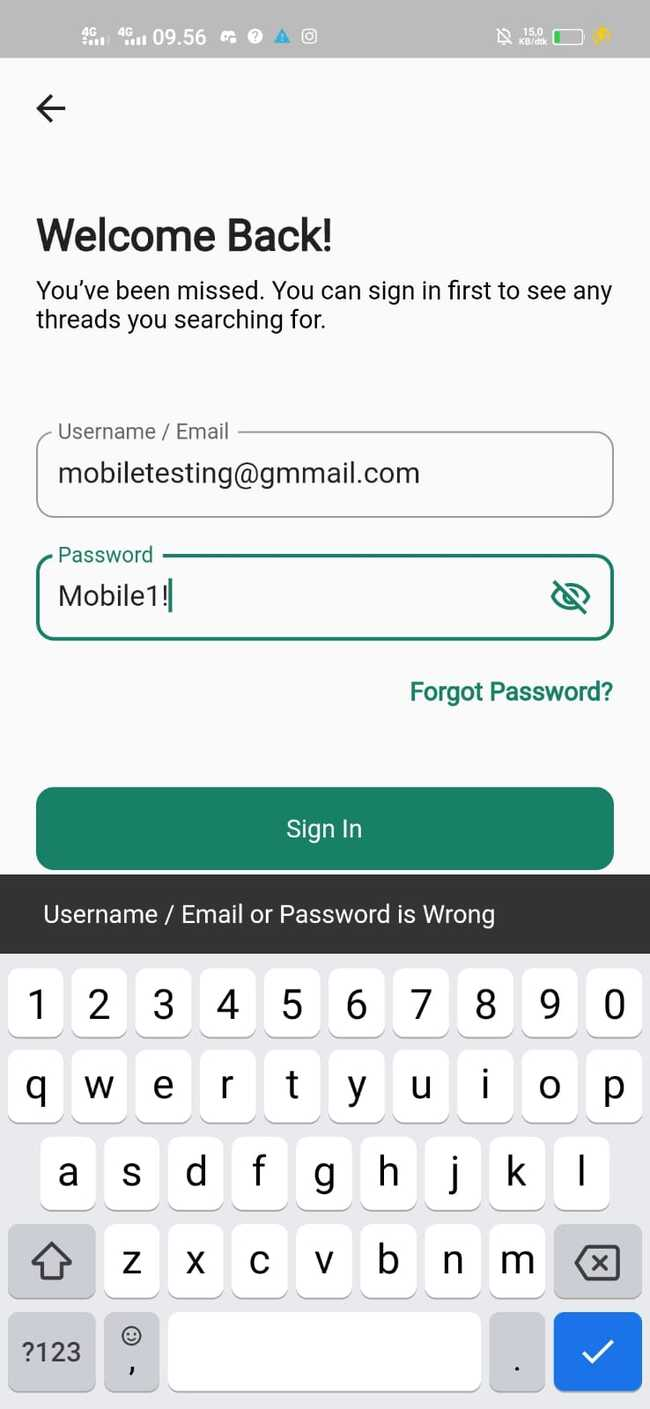 4G 4G 09.56 15,0 KB/dtk
Welcome Back!
You’ve been missed. You can sign in first to see any
threads you searching for.
Username / Email
mobiletesting@gmmail.com
Password
Mobile1!
Forgot Password?
Sign In
Username / Email or Password is Wrong
1 2 3 4 5 6 7 8 9 0
q w e r t y u i o p
a s d f g h j k l
z x c v b n m
?123 , .